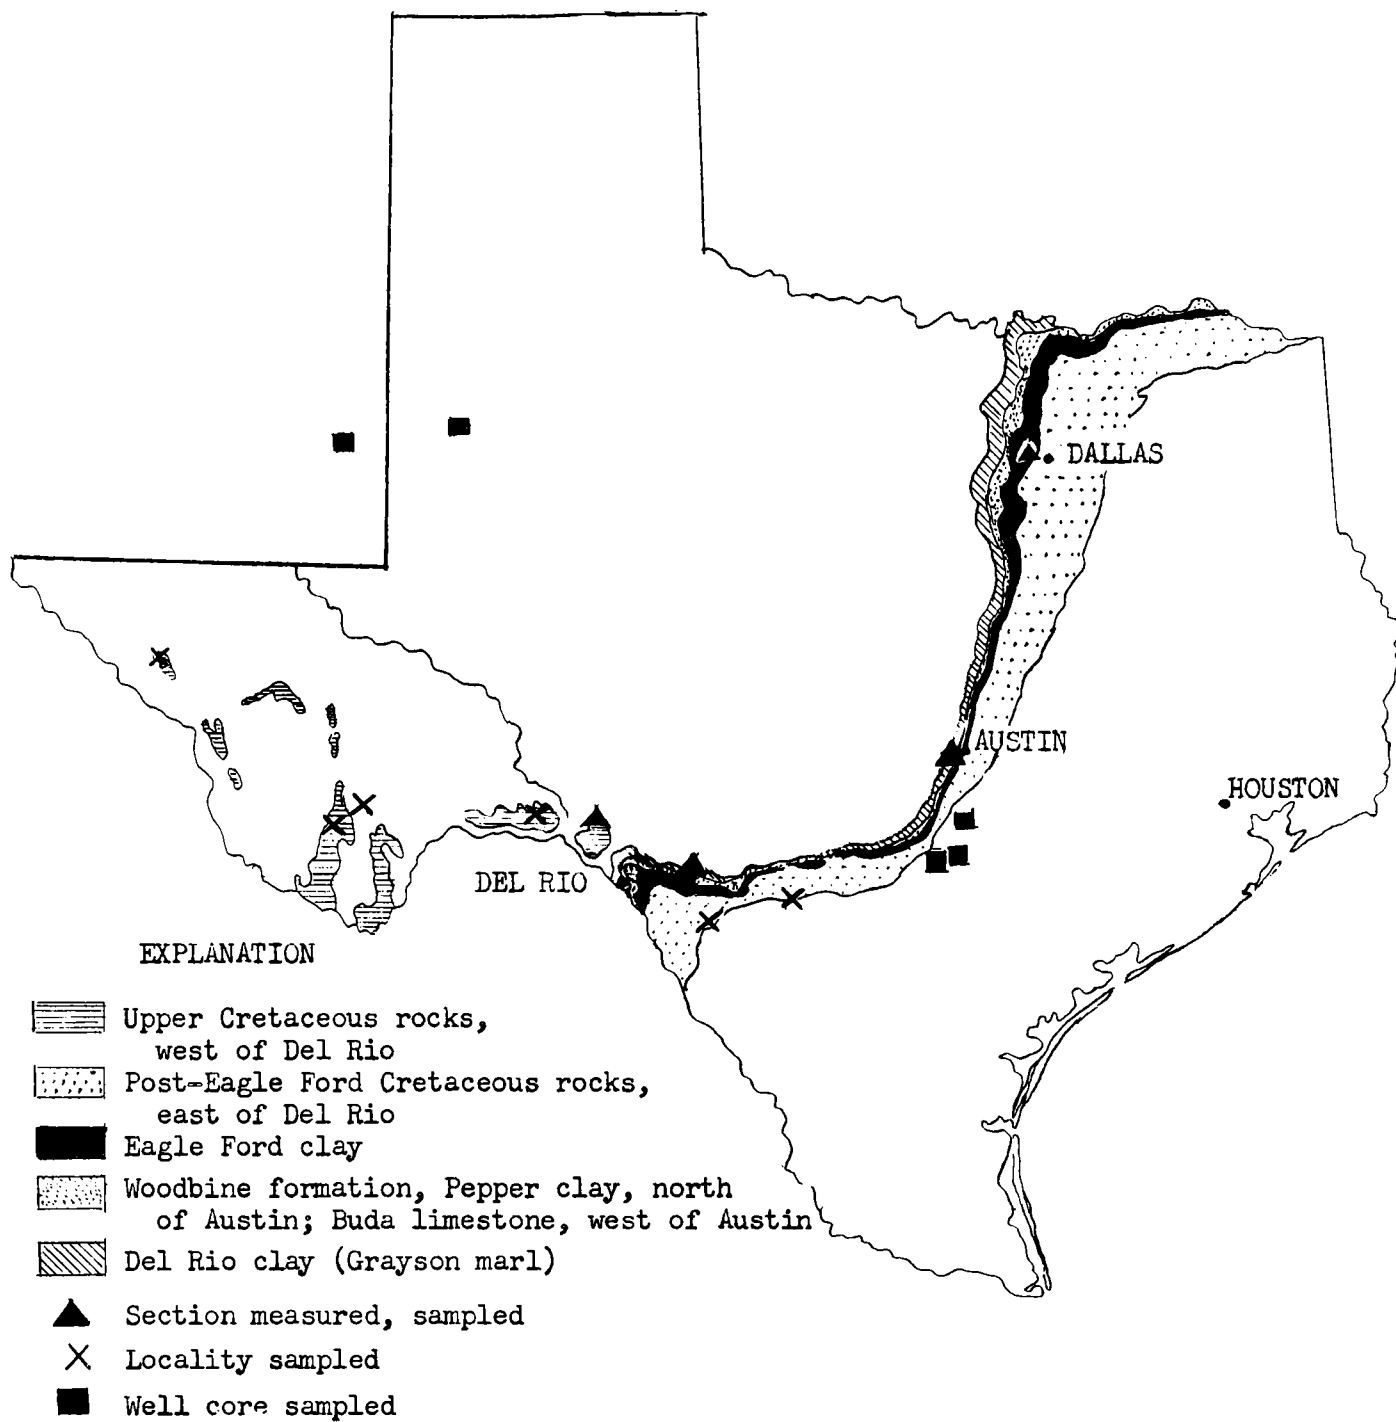 DALLAS
AUSTIN
HOUSTON
DEL RIO
EXPLANATION
Upper Cretaceous rocks,
west of Del Rio
Post-Eagle Ford Cretaceous rocks,
east of Del Rio
Eagle Ford clay
Woodbine formation, Pepper clay, north
of Austin; Buda limestone, west of Austin
Del Rio clay (Grayson marl)
Section measured, sampled
Locality sampled
Well core sampled